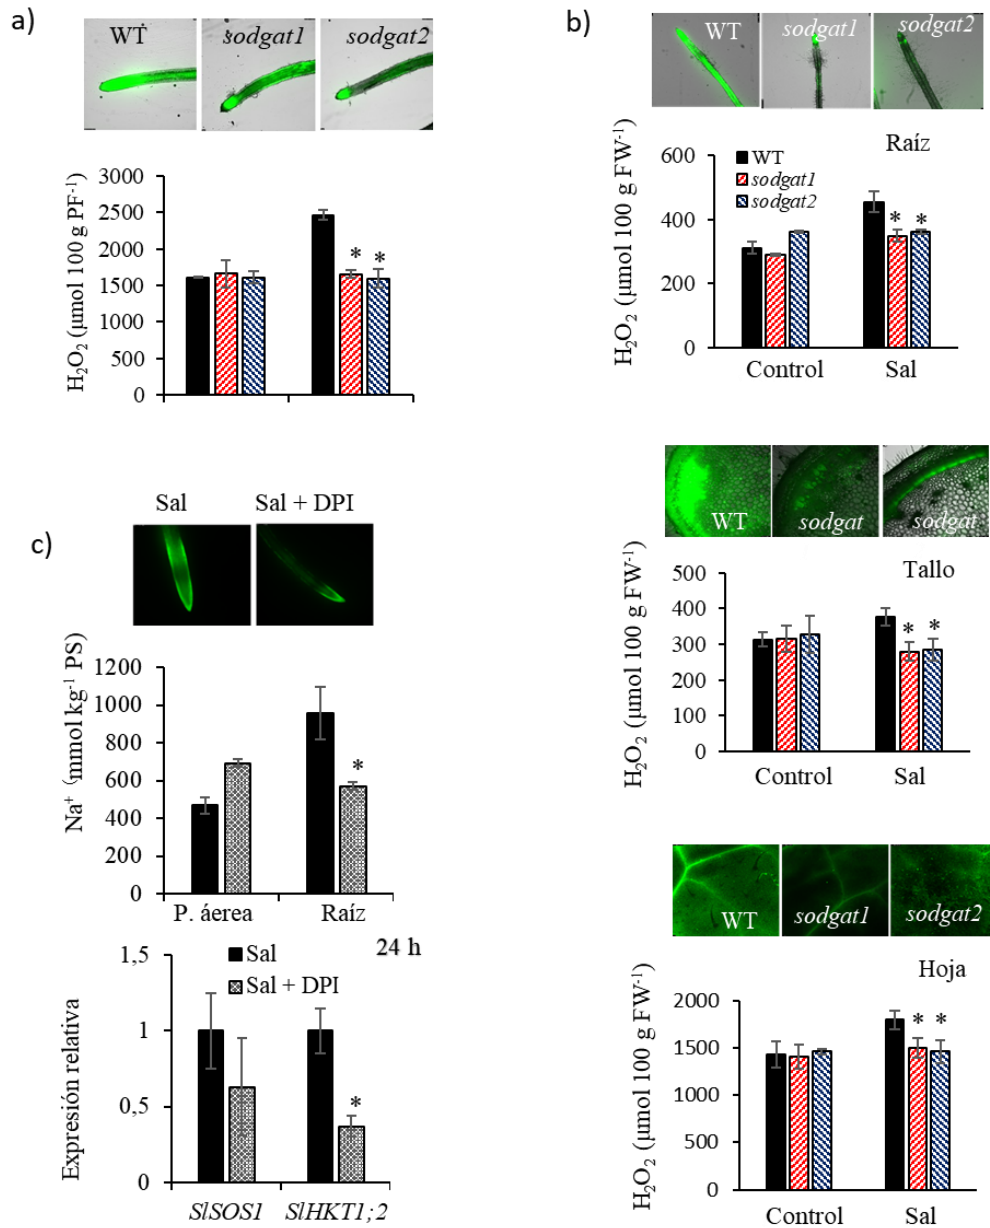 a)
WT
sodgat1
sodgat2
H₂O₂ (µmol 100 g PF⁻¹)
3000
2500
2000
1500
1000
500
0
*
*
b)
WT
sodgat1
sodgat2
Raíz
WT
sodgat1
sodgat2
H₂O₂ (µmol 100 g FW⁻¹)
600
400
200
0
*
*
Control
Sal
WT
sodgat
sodgat
Tallo
H₂O₂ (µmol 100 g FW⁻¹)
500
400
300
200
100
0
*
*
Control
Sal
WT
sodgat1
sodgat2
Hoja
H₂O₂ (µmol 100 g FW⁻¹)
2000
1500
1000
500
0
*
*
Control
Sal
c)
Sal
Sal + DPI
Na⁺ (mmol kg⁻¹ PS)
1200
1000
800
600
400
200
0
*
P. áerea
Raíz
24 h
Sal
Sal + DPI
Expresión relativa
1,5
1
0,5
0
*
SlSOS1
SlHKT1;2